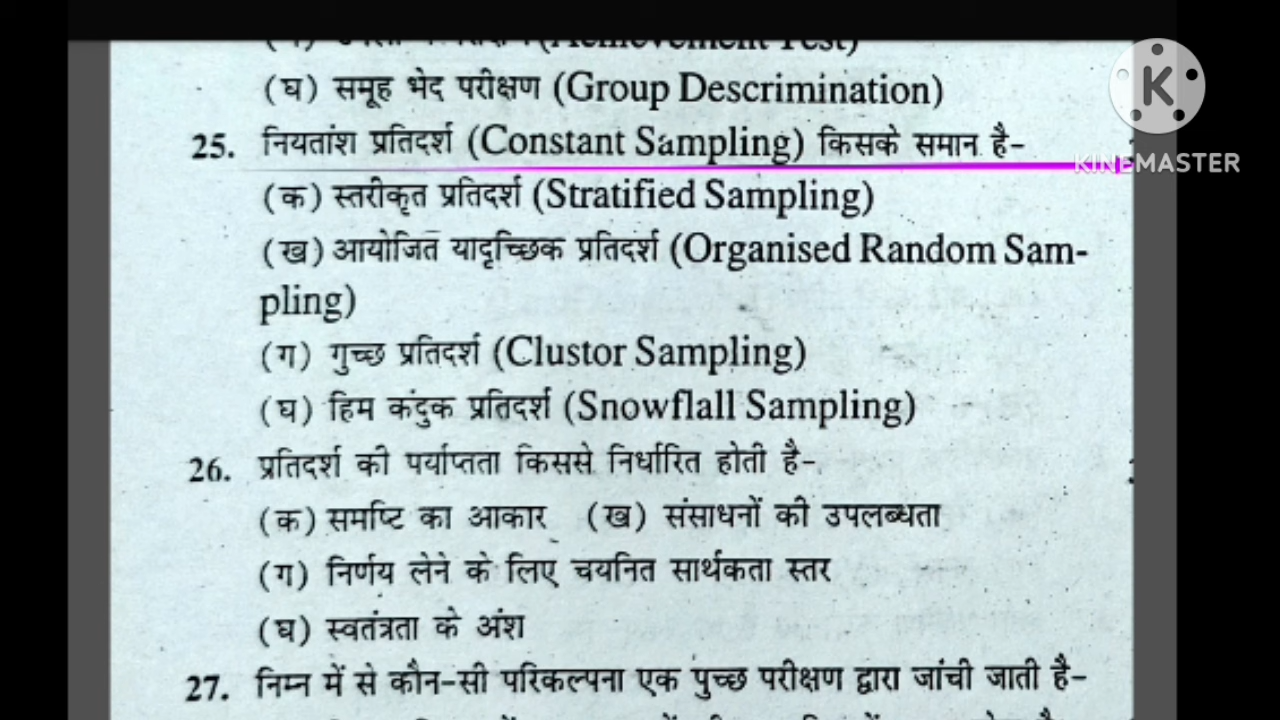 (Achievement Test)
(घ) समूह भेद परीक्षण (Group Descrimination)
25. नियतांश प्रतिदर्श (Constant Sampling) किसके समान है-
(क) स्तरीकृत प्रतिदर्श (Stratified Sampling)
(ख) आयोजित यादृच्छिक प्रतिदर्श (Organised Random Sam-
pling)
(ग) गुच्छ प्रतिदर्श (Clustor Sampling)
(घ) हिम कंदुक प्रतिदर्श (Snowflall Sampling)
26. प्रतिदर्श की पर्याप्तता किससे निर्धारित होती है-
(क) समष्टि का आकार (ख) संसाधनों की उपलब्धता
(ग) निर्णय लेने के लिए चयनित सार्थकता स्तर
(घ) स्वतंत्रता के अंश
27. निम्न में से कौन-सी परिकल्पना एक पुच्छ परीक्षण द्वारा जांची जाती है-
K
KINEMASTER